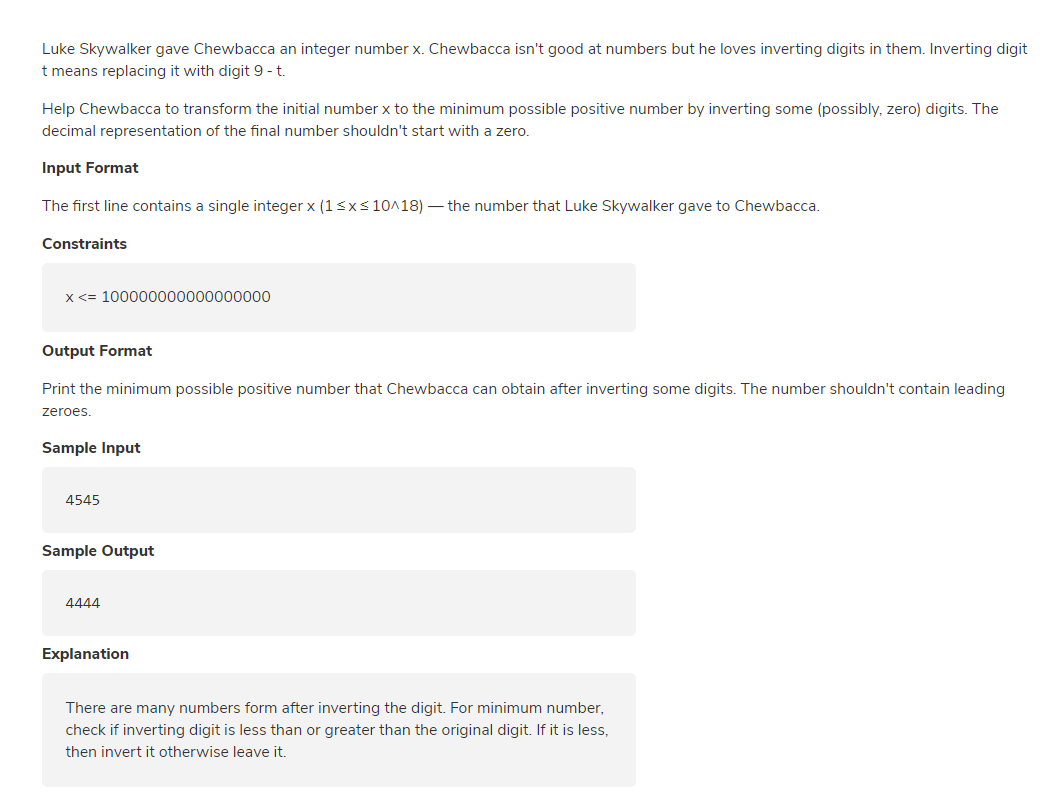 Luke Skywalker gave Chewbacca an integer number x. Chewbacca isn't good at numbers but he loves inverting digits in them. Inverting digit
t means replacing it with digit 9 - t.
Help Chewbacca to transform the initial number x to the minimum possible positive number by inverting some (possibly, zero) digits. The
decimal representation of the final number shouldn't start with a zero.
Input Format
The first line contains a single integer x (1 ≤ x ≤ 10^18) — the number that Luke Skywalker gave to Chewbacca.
Constraints
x <= 100000000000000000
Output Format
Print the minimum possible positive number that Chewbacca can obtain after inverting some digits. The number shouldn't contain leading
zeroes.
Sample Input
4545
Sample Output
4444
Explanation
There are many numbers form after inverting the digit. For minimum number,
check if inverting digit is less than or greater than the original digit. If it is less,
then invert it otherwise leave it.